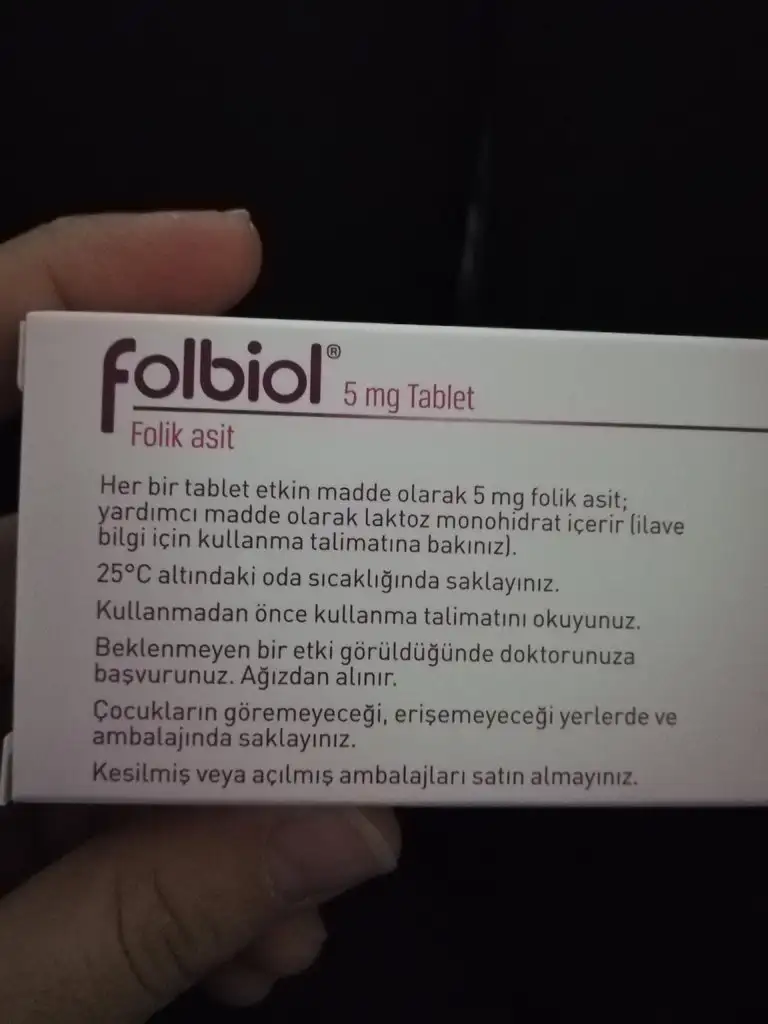 folbiol® 5 mg Tablet
Folik asit
Her bir tablet etkin madde olarak 5 mg folik asit;
yardımcı madde olarak laktoz monohidrat içerir (ilave
bilgi için kullanma talimatına bakınız).
25°C altındaki oda sıcaklığında saklayınız.
Kullanmadan önce kullanma talimatını okuyunuz.
Beklenmeyen bir etki görüldüğünde doktorunuza
başvurunuz. Ağızdan alınır.
Çocukların göremeyeceği, erişemeyeceği yerlerde ve
ambalajında saklayınız.
Kesilmiş veya açılmış ambalajları satın almayınız.